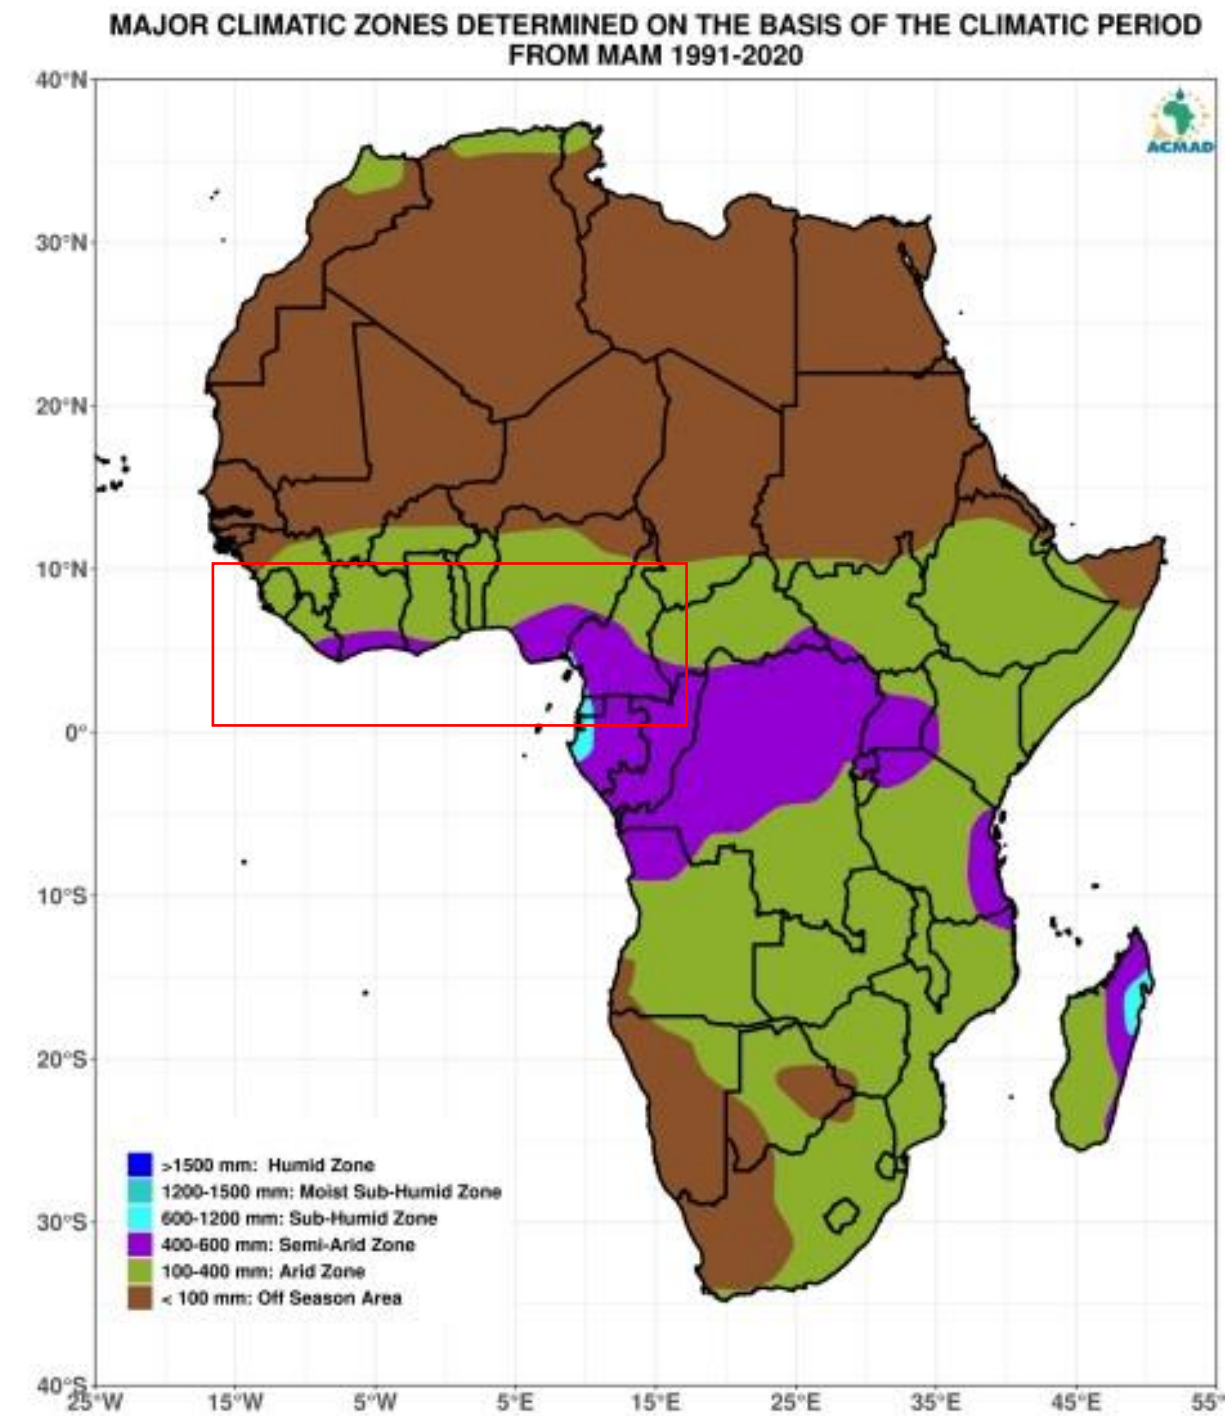 MAJOR CLIMATIC ZONES DETERMINED ON THE BASIS OF THE CLIMATIC PERIOD
FROM MAM 1991-2020
ACMAD
40°N
30°N
20°N
10°N
0°
10°S
20°S
30°S
40°S
>1500 mm: Humid Zone
1200-1500 mm: Moist Sub-Humid Zone
600-1200 mm: Sub-Humid Zone
400-600 mm: Semi-Arid Zone
100-400 mm: Arid Zone
< 100 mm: Off Season Area
25°W 15°W 5°W 5°E 15°E 25°E 35°E 45°E 55°